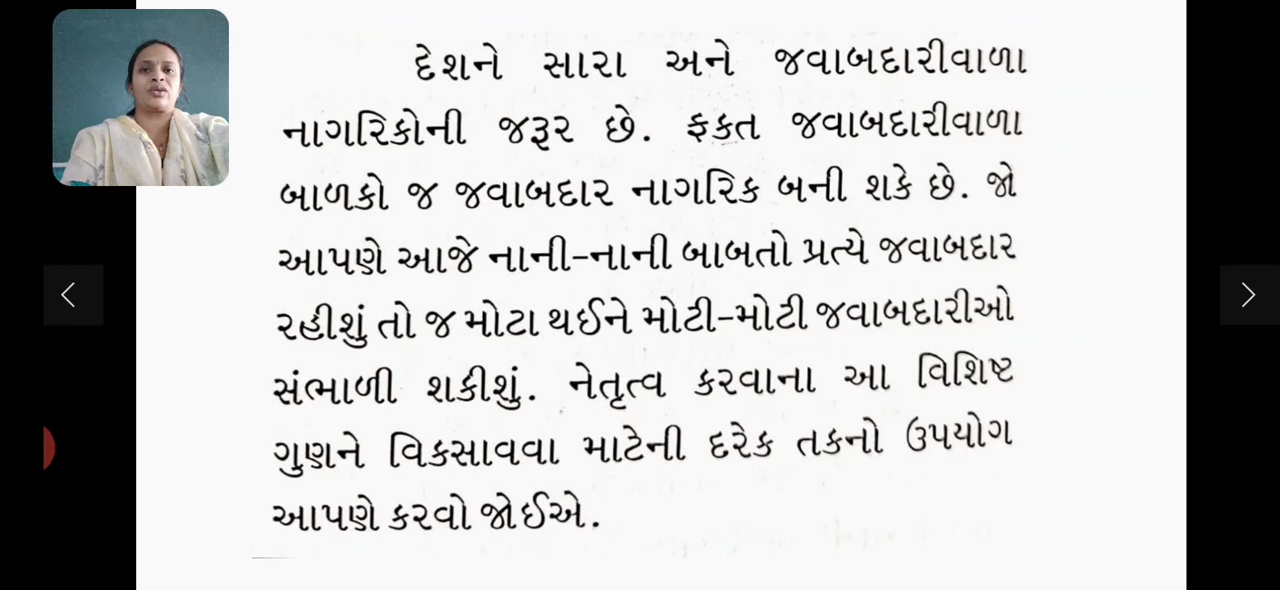 દેશને સારા અને જવાબદારીવાળા
નાગરિકોની જરૂર છે. ફકત જવાબદારીવાળા
બાળકો જ જવાબદાર નાગરિક બની શકે છે. જો
આપણે આજે નાની-નાની બાબતો પ્રત્યે જવાબદાર
રહીશું તો જ મોટા થઈને મોટી-મોટી જવાબદારીઓ
સંભાળી શકીશું. નેતૃત્વ કરવાના આ વિશિષ્ટ
ગુણને વિકસાવવા માટેની દરેક તકનો ઉપયોગ
આપણે કરવો જોઈએ.